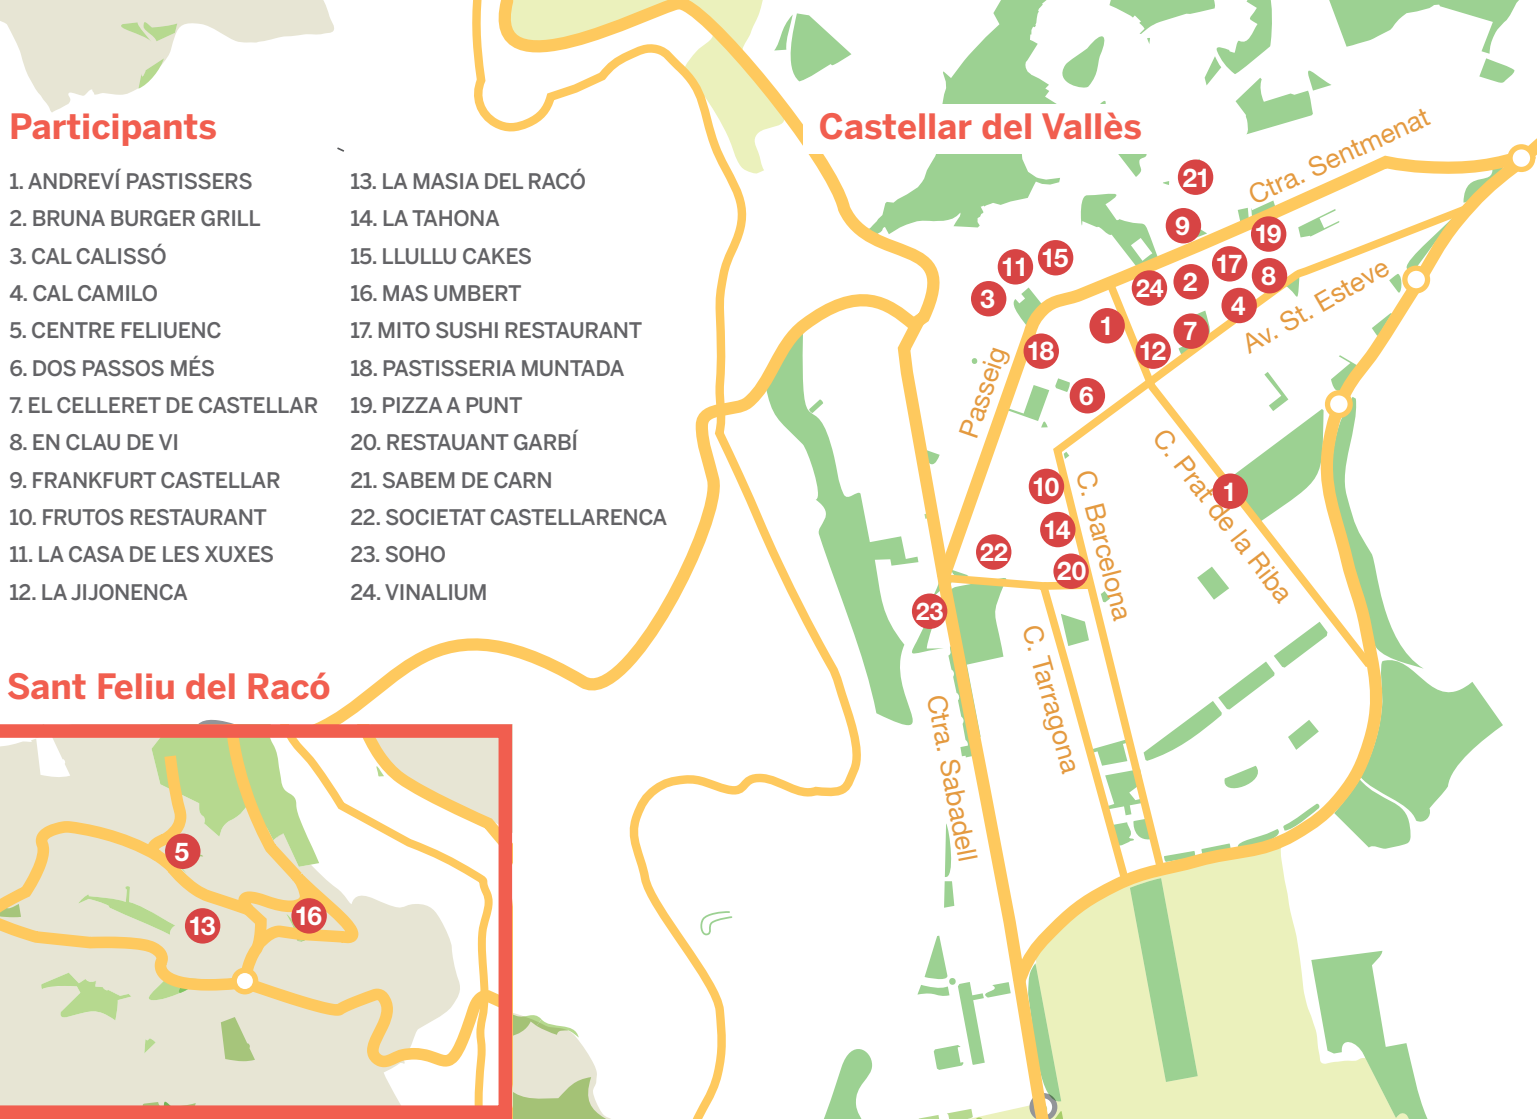 Participants
1. ANDREVÍ PASTISSERS
2. BRUNA BURGER GRILL
3. CAL CALISSÓ
4. CAL CAMILO
5. CENTRE FELIUENC
6. DOS PASSOS MÉS
7. EL CELLERET DE CASTELLAR
8. EN CLAU DE VI
9. FRANKFURT CASTELLAR
10. FRUTOS RESTAURANT
11. LA CASA DE LES XUXES
12. LA JIJONENCA
13. LA MASIA DEL RACÓ
14. LA TAHONA
15. LLULLU CAKES
16. MAS UMBERT
17. MITO SUSHI RESTAURANT
18. PASTISSERIA MUNTADA
19. PIZZA A PUNT
20. RESTAUANT GARBÍ
21. SABEM DE CARN
22. SOCIETAT CASTELLARENCA
23. SOHO
24. VINALIUM
Castellar del Vallès
Ctra. Sentmenat
21
9
19
15
11
17
8
24
2
3
4
Av. St. Esteve
1
7
18
12
Passeig
6
C. Prat de la Riba
1
10
C. Barcelona
14
22
20
23
C. Tarragona
Ctra. Sabadell
Sant Feliu del Racó
5
16
13